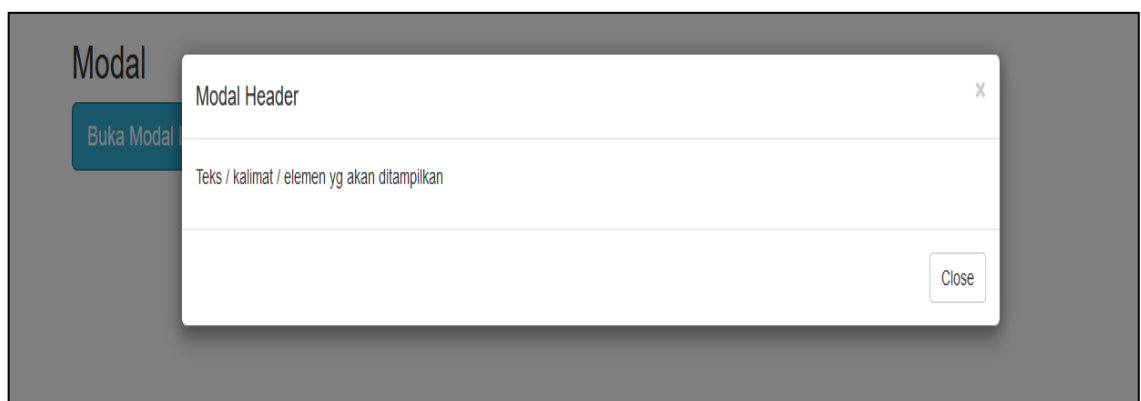 Modal
Buka Modal
Modal Header
×
Teks / kalimat / elemen yg akan ditampilkan
Close